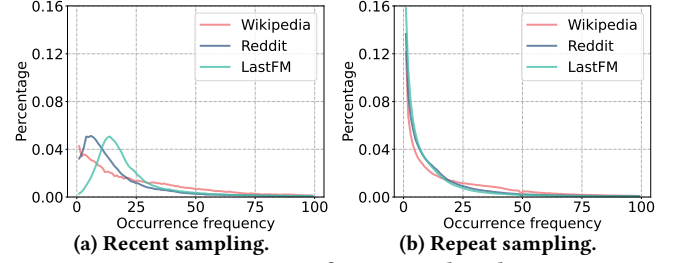 0.16
0.12
0.08
0.04
0.00
Percentage
Wikipedia
Reddit
LastFM
0 25 50 75 100
Occurrence frequency
(a) Recent sampling.
0.16
0.12
0.08
0.04
0.00
Percentage
Wikipedia
Reddit
LastFM
0 25 50 75 100
Occurrence frequency
(b) Repeat sampling.